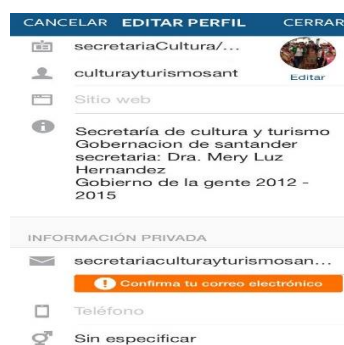 CANCELAR EDITAR PERFIL CERRAR
secretariaCultura/...
Editar
culturayturismosant
Sitio web
Secretaría de cultura y turismo
Gobernacion de santander
secretaria: Dra. Mery Luz
Hernandez
Gobierno de la gente 2012 -
2015
INFORMACIÓN PRIVADA
secretariaculturayturismosan...
Confirma tu correo electrónico
Teléfono
Sin especificar